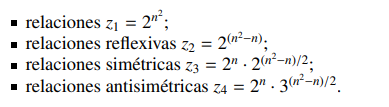 ▪ relaciones z₁ = 2^{n²};
▪ relaciones reflexivas z₂ = 2^{(n²−n)};
▪ relaciones simétricas z₃ = 2ⁿ · 2^{(n²−n)/2};
▪ relaciones antisimétricas z₄ = 2ⁿ · 3^{(n²−n)/2}.